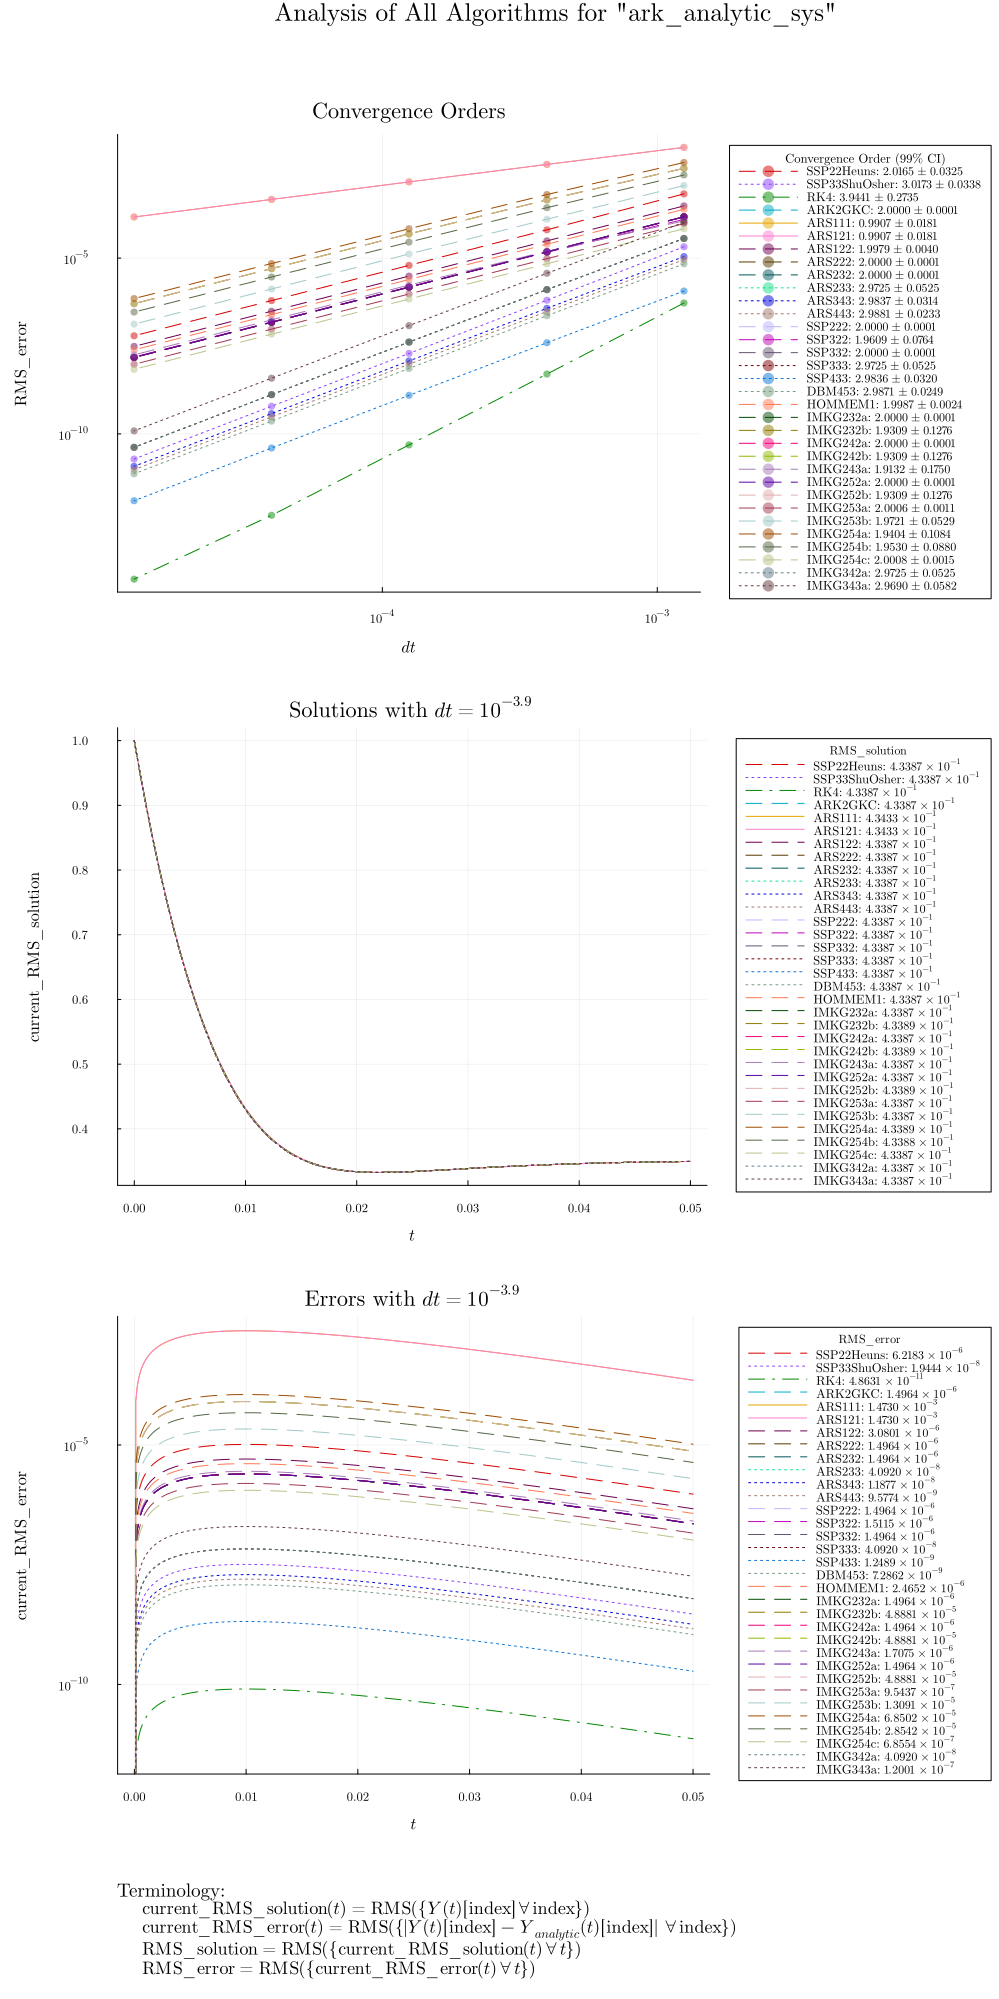 Analysis of All Algorithms for "ark_analytic_sys"
Convergence Orders
RMS_error
10⁻⁵
10⁻¹⁰
10⁻⁴
10⁻³
dt
Convergence Order (99% CI)
SSP22Heuns: 2.0165 ± 0.0325
SSP33ShuOsher: 3.0173 ± 0.0338
RK4: 3.9441 ± 0.2735
ARK2GKC: 2.0000 ± 0.0001
ARS111: 0.9907 ± 0.0181
ARS121: 0.9907 ± 0.0181
ARS122: 1.9979 ± 0.0040
ARS222: 2.0000 ± 0.0001
ARS232: 2.0000 ± 0.0001
ARS233: 2.9725 ± 0.0525
ARS343: 2.9837 ± 0.0314
ARS443: 2.9881 ± 0.0233
SSP222: 2.0000 ± 0.0001
SSP322: 1.9609 ± 0.0764
SSP332: 2.0000 ± 0.0001
SSP333: 2.9725 ± 0.0525
SSP433: 2.9836 ± 0.0320
DBM453: 2.9871 ± 0.0249
HOMMEM1: 1.9987 ± 0.0024
IMKG232a: 2.0000 ± 0.0001
IMKG232b: 1.9309 ± 0.1276
IMKG242a: 2.0000 ± 0.0001
IMKG242b: 1.9309 ± 0.1276
IMKG243a: 1.9132 ± 0.1750
IMKG252a: 2.0000 ± 0.0001
IMKG252b: 1.9309 ± 0.1276
IMKG253a: 2.0006 ± 0.0011
IMKG253b: 1.9721 ± 0.0529
IMKG254a: 1.9404 ± 0.1084
IMKG254b: 1.9530 ± 0.0880
IMKG254c: 2.0008 ± 0.0015
IMKG342a: 2.9725 ± 0.0525
IMKG343a: 2.9690 ± 0.0582
Solutions with dt = 10⁻³·⁹
current_RMS_solution
1.0
0.9
0.8
0.7
0.6
0.5
0.4
0.00 0.01 0.02 0.03 0.04 0.05
t
RMS_solution
SSP22Heuns: 4.3387 × 10⁻¹
SSP33ShuOsher: 4.3387 × 10⁻¹
RK4: 4.3387 × 10⁻¹
ARK2GKC: 4.3387 × 10⁻¹
ARS111: 4.3433 × 10⁻¹
ARS121: 4.3433 × 10⁻¹
ARS122: 4.3387 × 10⁻¹
ARS222: 4.3387 × 10⁻¹
ARS232: 4.3387 × 10⁻¹
ARS233: 4.3387 × 10⁻¹
ARS343: 4.3387 × 10⁻¹
ARS443: 4.3387 × 10⁻¹
SSP222: 4.3387 × 10⁻¹
SSP322: 4.3387 × 10⁻¹
SSP332: 4.3387 × 10⁻¹
SSP333: 4.3387 × 10⁻¹
SSP433: 4.3387 × 10⁻¹
DBM453: 4.3387 × 10⁻¹
HOMMEM1: 4.3387 × 10⁻¹
IMKG232a: 4.3387 × 10⁻¹
IMKG232b: 4.3389 × 10⁻¹
IMKG242a: 4.3387 × 10⁻¹
IMKG242b: 4.3389 × 10⁻¹
IMKG243a: 4.3387 × 10⁻¹
IMKG252a: 4.3387 × 10⁻¹
IMKG252b: 4.3389 × 10⁻¹
IMKG253a: 4.3387 × 10⁻¹
IMKG253b: 4.3387 × 10⁻¹
IMKG254a: 4.3389 × 10⁻¹
IMKG254b: 4.3388 × 10⁻¹
IMKG254c: 4.3387 × 10⁻¹
IMKG342a: 4.3387 × 10⁻¹
IMKG343a: 4.3387 × 10⁻¹
Errors with dt = 10⁻³·⁹
current_RMS_error
10⁻⁵
10⁻¹⁰
0.00 0.01 0.02 0.03 0.04 0.05
t
RMS_error
SSP22Heuns: 6.2183 × 10⁻⁶
SSP33ShuOsher: 1.9444 × 10⁻⁸
RK4: 4.8631 × 10⁻¹¹
ARK2GKC: 1.4964 × 10⁻⁶
ARS111: 1.4730 × 10⁻³
ARS121: 1.4730 × 10⁻³
ARS122: 3.0801 × 10⁻⁶
ARS222: 1.4964 × 10⁻⁶
ARS232: 1.4964 × 10⁻⁶
ARS233: 4.0920 × 10⁻⁸
ARS343: 1.1877 × 10⁻⁸
ARS443: 9.5774 × 10⁻⁹
SSP222: 1.4964 × 10⁻⁶
SSP322: 1.5115 × 10⁻⁶
SSP332: 1.4964 × 10⁻⁶
SSP333: 4.0920 × 10⁻⁸
SSP433: 1.2489 × 10⁻⁹
DBM453: 7.2862 × 10⁻⁹
HOMMEM1: 2.4652 × 10⁻⁶
IMKG232a: 1.4964 × 10⁻⁶
IMKG232b: 4.8881 × 10⁻⁵
IMKG242a: 1.4964 × 10⁻⁶
IMKG242b: 4.8881 × 10⁻⁵
IMKG243a: 1.7075 × 10⁻⁶
IMKG252a: 1.4964 × 10⁻⁶
IMKG252b: 4.8881 × 10⁻⁵
IMKG253a: 9.5437 × 10⁻⁷
IMKG253b: 1.3091 × 10⁻⁵
IMKG254a: 6.8502 × 10⁻⁵
IMKG254b: 2.8542 × 10⁻⁵
IMKG254c: 6.8554 × 10⁻⁷
IMKG342a: 4.0920 × 10⁻⁸
IMKG343a: 1.2001 × 10⁻⁷
Terminology:
current_RMS_solution(t) = RMS({Y(t)[index] ∀ index})
current_RMS_error(t) = RMS({|Y(t)[index] − Y_analytic(t)[index]| ∀ index})
RMS_solution = RMS({current_RMS_solution(t) ∀ t})
RMS_error = RMS({current_RMS_error(t) ∀ t})